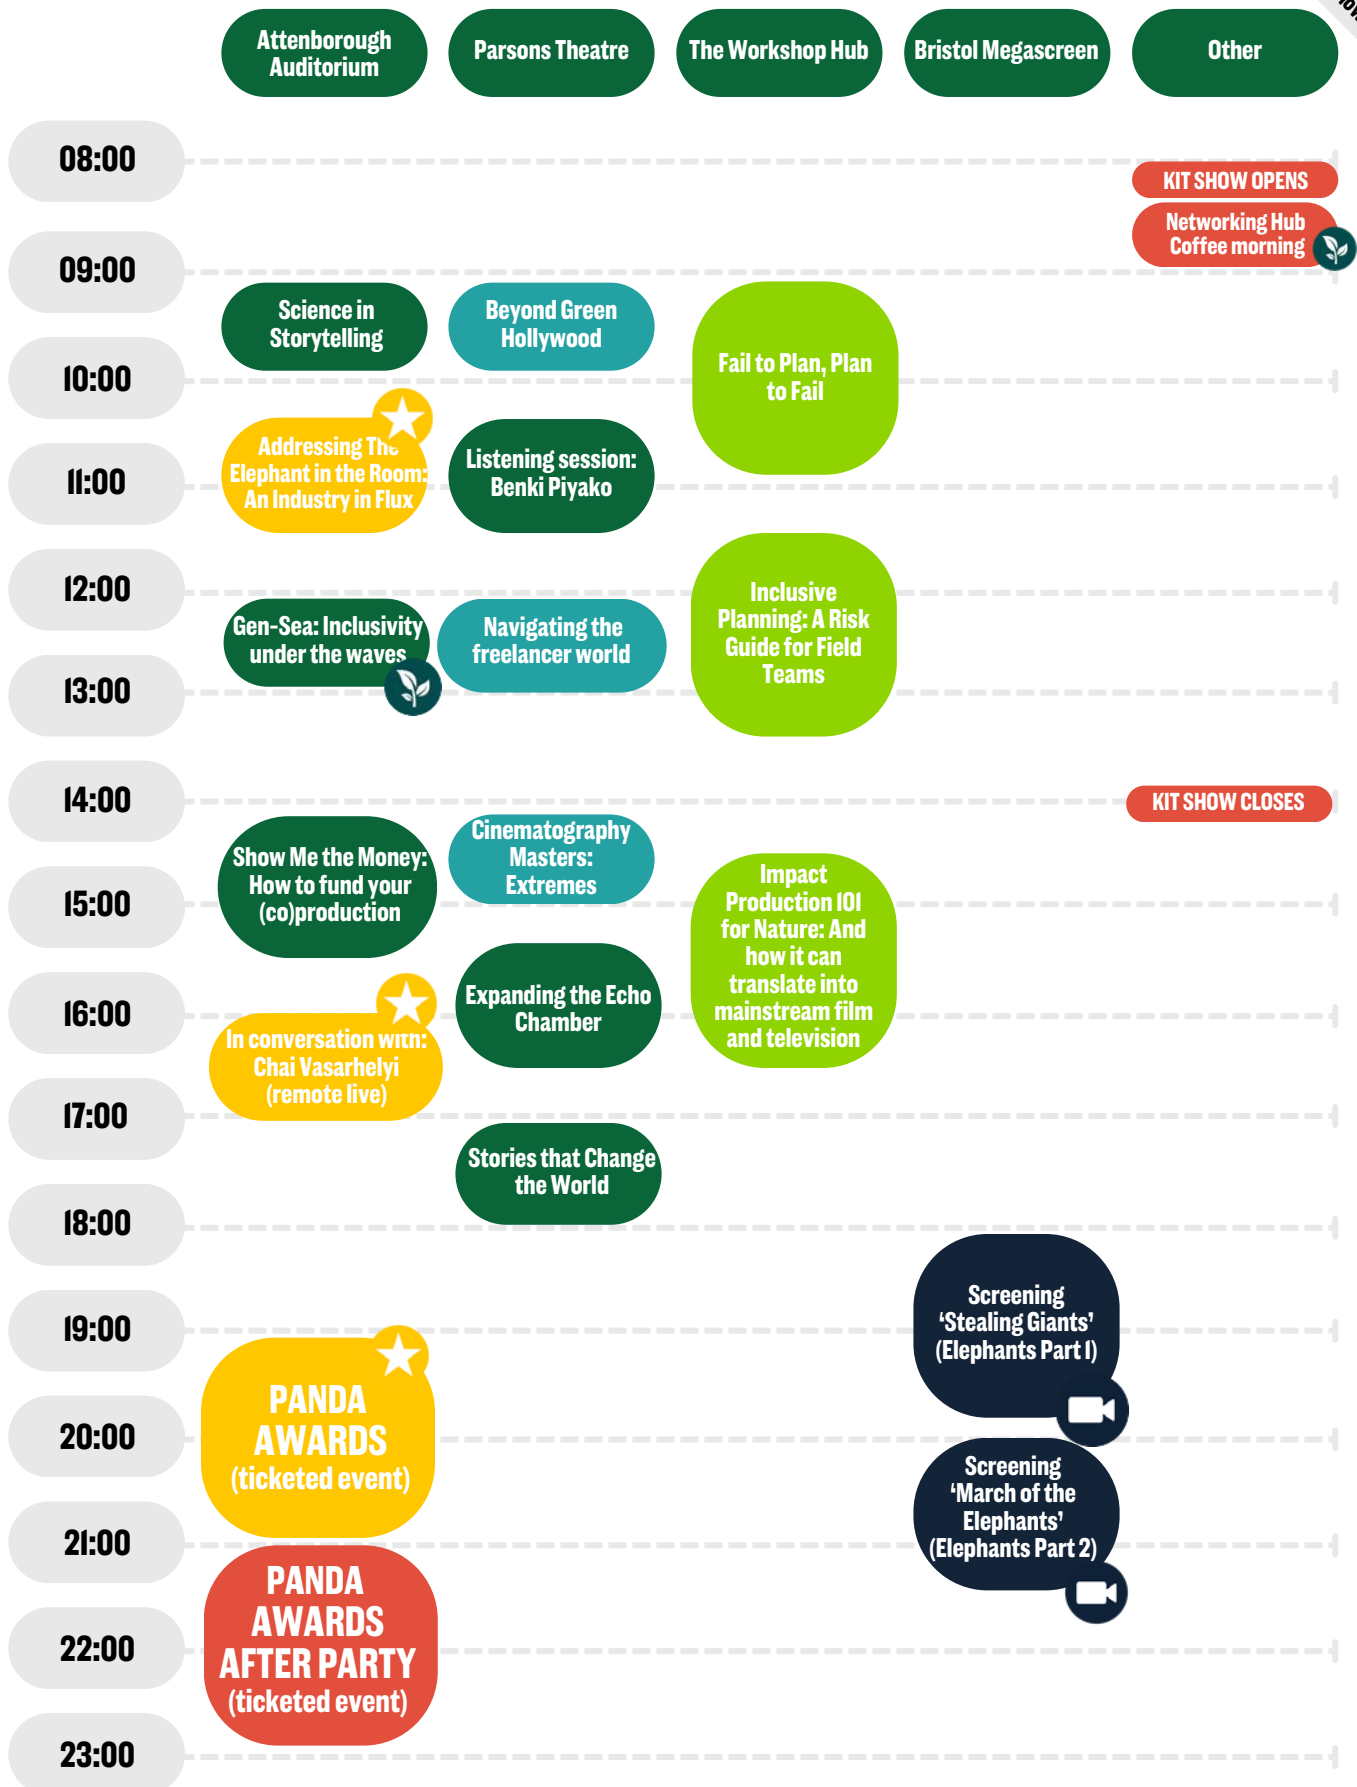 Attenborough
Auditorium
Parsons Theatre
The Workshop Hub
Bristol Megascreen
Other
08:00
KIT SHOW OPENS
Networking Hub
Coffee morning
09:00
Science in
Storytelling
Beyond Green
Hollywood
Fail to Plan, Plan
to Fail
10:00
Addressing The
Elephant in the Room:
An Industry in Flux
Listening session:
Benki Piyako
11:00
12:00
Gen-Sea: Inclusivity
under the waves
Navigating the
freelancer world
Inclusive
Planning: A Risk
Guide for Field
Teams
13:00
14:00
KIT SHOW CLOSES
Show Me the Money:
How to fund your
(co)production
Cinematography
Masters:
Extremes
Impact
Production 101
for Nature: And
how it can
translate into
mainstream film
and television
15:00
Expanding the Echo
Chamber
16:00
In conversation with:
Chai Vasarhelyi
(remote live)
17:00
Stories that Change
the World
18:00
Screening
‘Stealing Giants’
(Elephants Part 1)
19:00
PANDA
AWARDS
(ticketed event)
20:00
Screening
‘March of the
Elephants’
(Elephants Part 2)
21:00
PANDA
AWARDS
AFTER PARTY
(ticketed event)
22:00
23:00